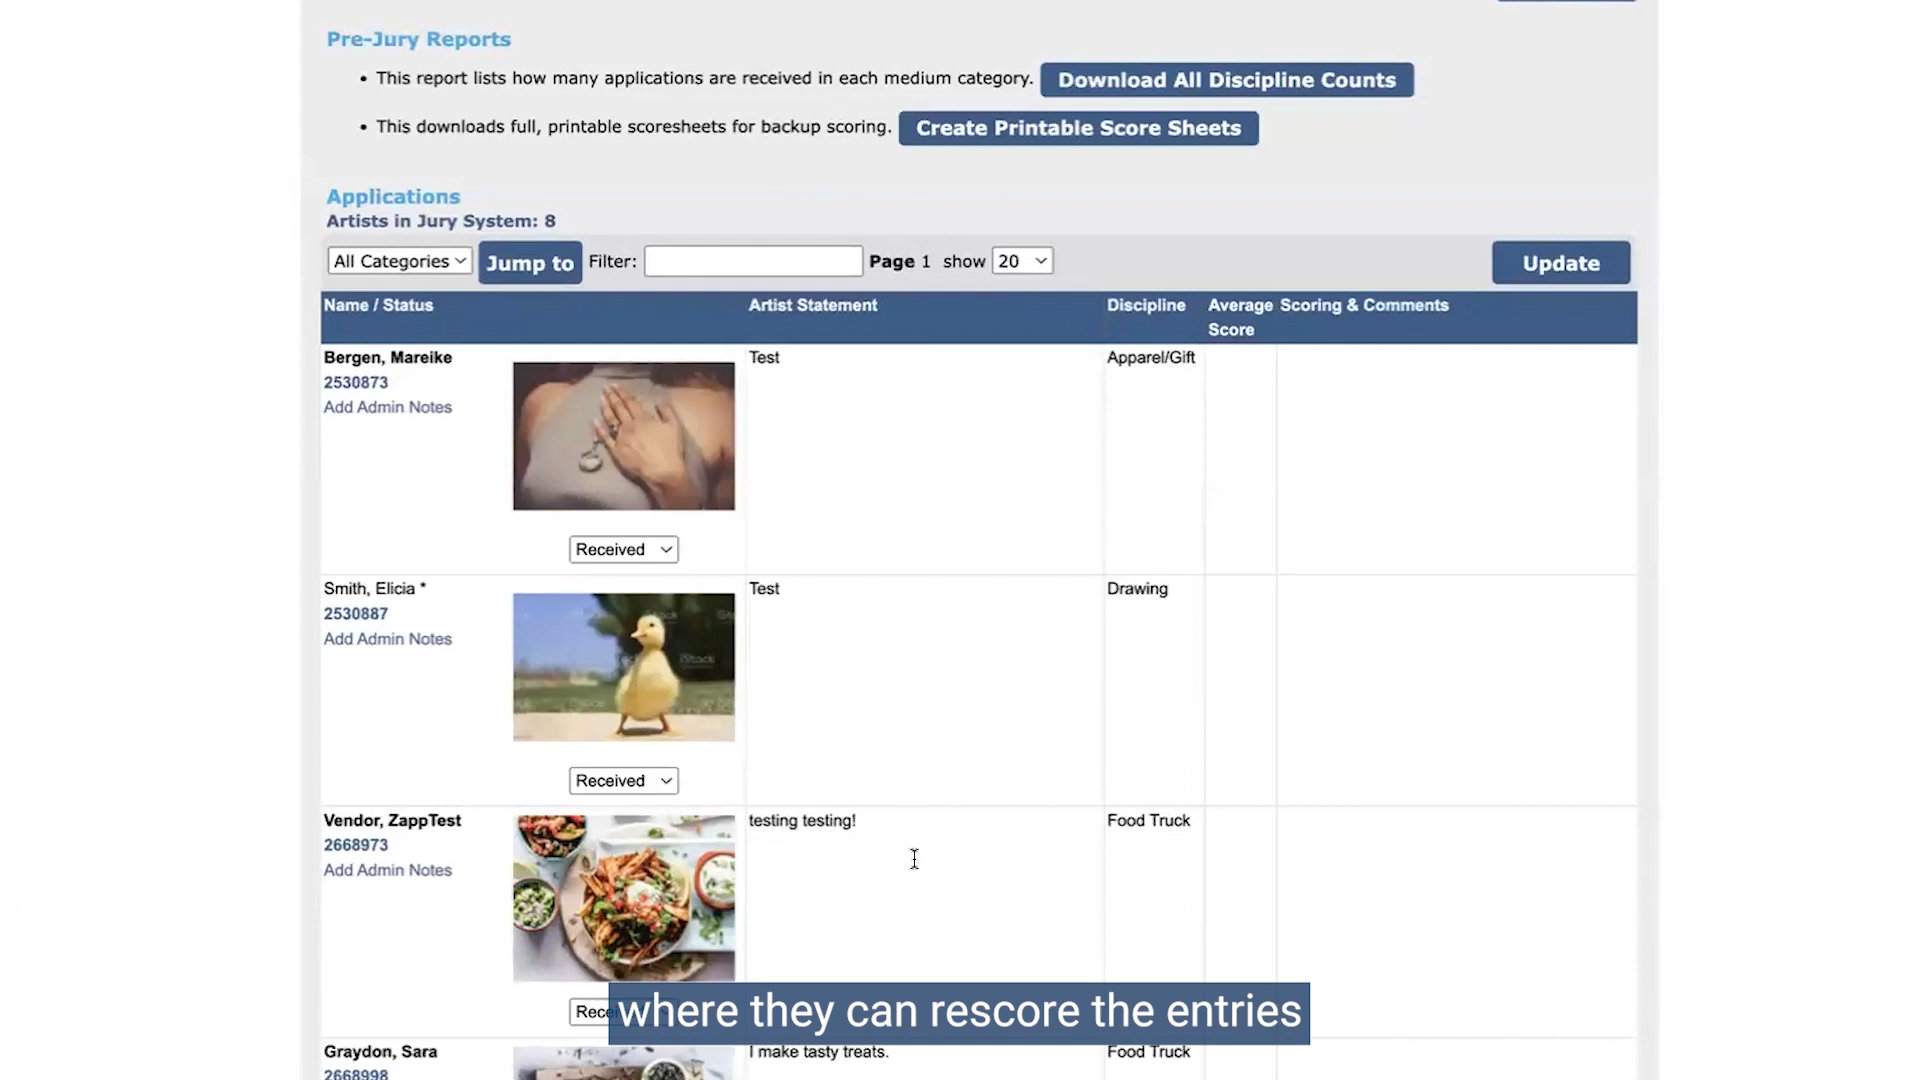 Pre-Jury Reports
• This report lists how many applications are received in each medium category. Download All Discipline Counts
• This downloads full, printable scoresheets for backup scoring. Create Printable Score Sheets
Applications
Artists in Jury System: 8
All Categories Jump to Filter: Page 1 show 20 Update
Name / Status Artist Statement Discipline Average Score Scoring & Comments
Bergen, Mareike Test Apparel/Gift
2530873
Add Admin Notes
Received
Smith, Elicia * Test Drawing
2530887
Add Admin Notes
iStock
Received
Vendor, ZappTest testing testing! Food Truck
2668973
Add Admin Notes
where they can rescore the entries
Graydon, Sara I make tasty treats. Food Truck
2668998